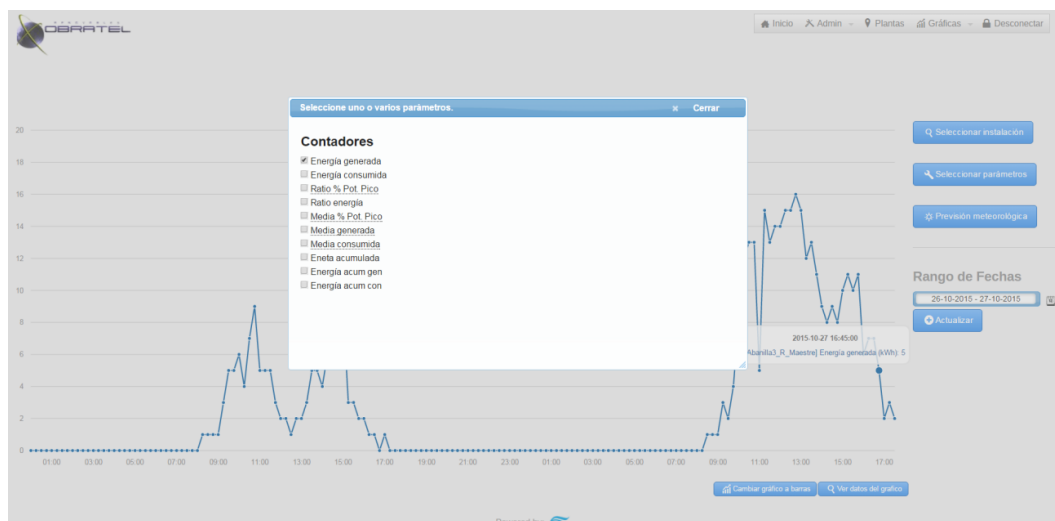 OBRATEL
Inicio Admin Plantas Gráficas Desconectar
Seleccione uno o varios parámetros. x Cerrar
Contadores
Energía generada
Energía consumida
Ratio % Pot. Pico
Ratio energía
Media % Pot. Pico
Media generada
Media consumida
Eneta acumulada
Energía acum gen
Energía acum con
20
18
16
14
12
10
8
6
4
2
0
01:00 03:00 05:00 07:00 09:00 11:00 13:00 15:00 17:00 19:00 21:00 23:00 01:00 03:00 05:00 07:00 09:00 11:00 13:00 15:00 17:00
2015-10-27 16:45:00
Abanilla3_R_Maestre] Energía generada (kWh): 5
Seleccionar instalación
Seleccionar parámetros
Previsión meteorológica
Rango de Fechas
26-10-2015 - 27-10-2015
Actualizar
Cambiar gráfico a barras Ver datos del grafico